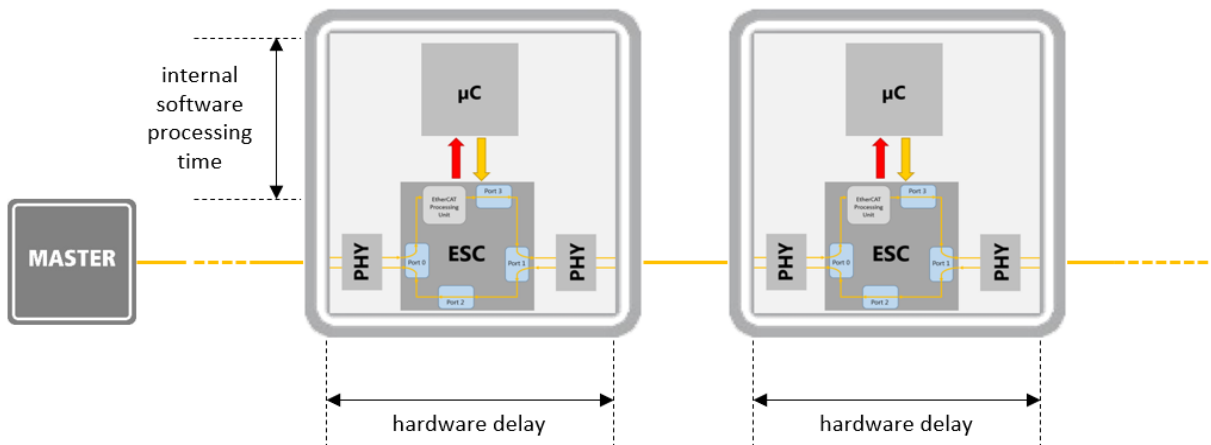 internal
software
processing
time
MASTER
µC
Port 3
EtherCAT
Processing
Unit
PHY
Port 0
ESC
Port 1
PHY
Port 2
hardware delay
µC
Port 3
EtherCAT
Processing
Unit
PHY
Port 0
ESC
Port 1
PHY
Port 2
hardware delay